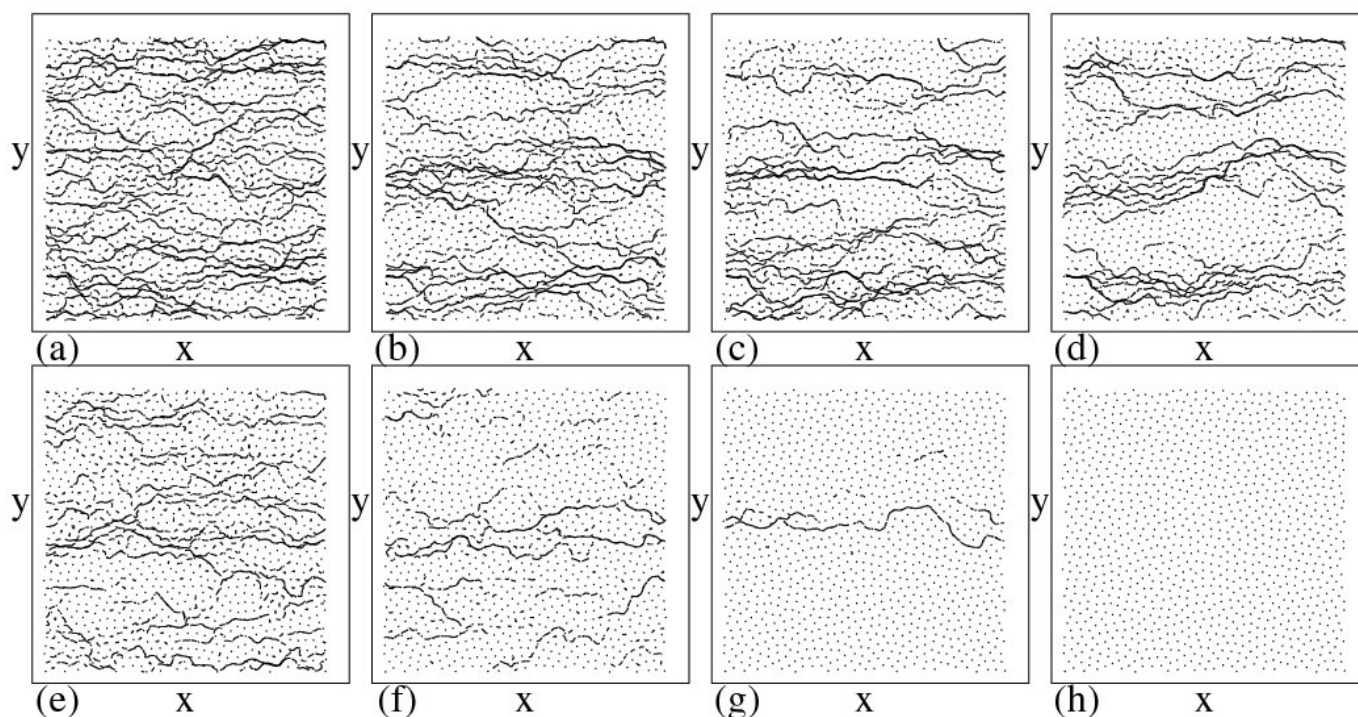 y y y y
(a) x (b) x (c) x (d) x
y y y y
(e) x (f) x (g) x (h) x